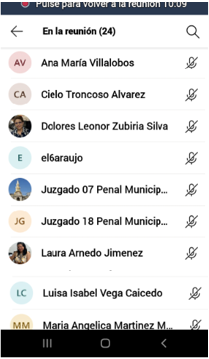 Pulse para volver a la reunión 10:09
En la reunión (24)
AV Ana María Villalobos
CA Cielo Troncoso Alvarez
Dolores Leonor Zubiria Silva
E el6araujo
Juzgado 07 Penal Municip...
JG Juzgado 18 Penal Municip...
Laura Arnedo Jimenez
LC Luisa Isabel Vega Caicedo
MM Maria Angelica Martinez M...